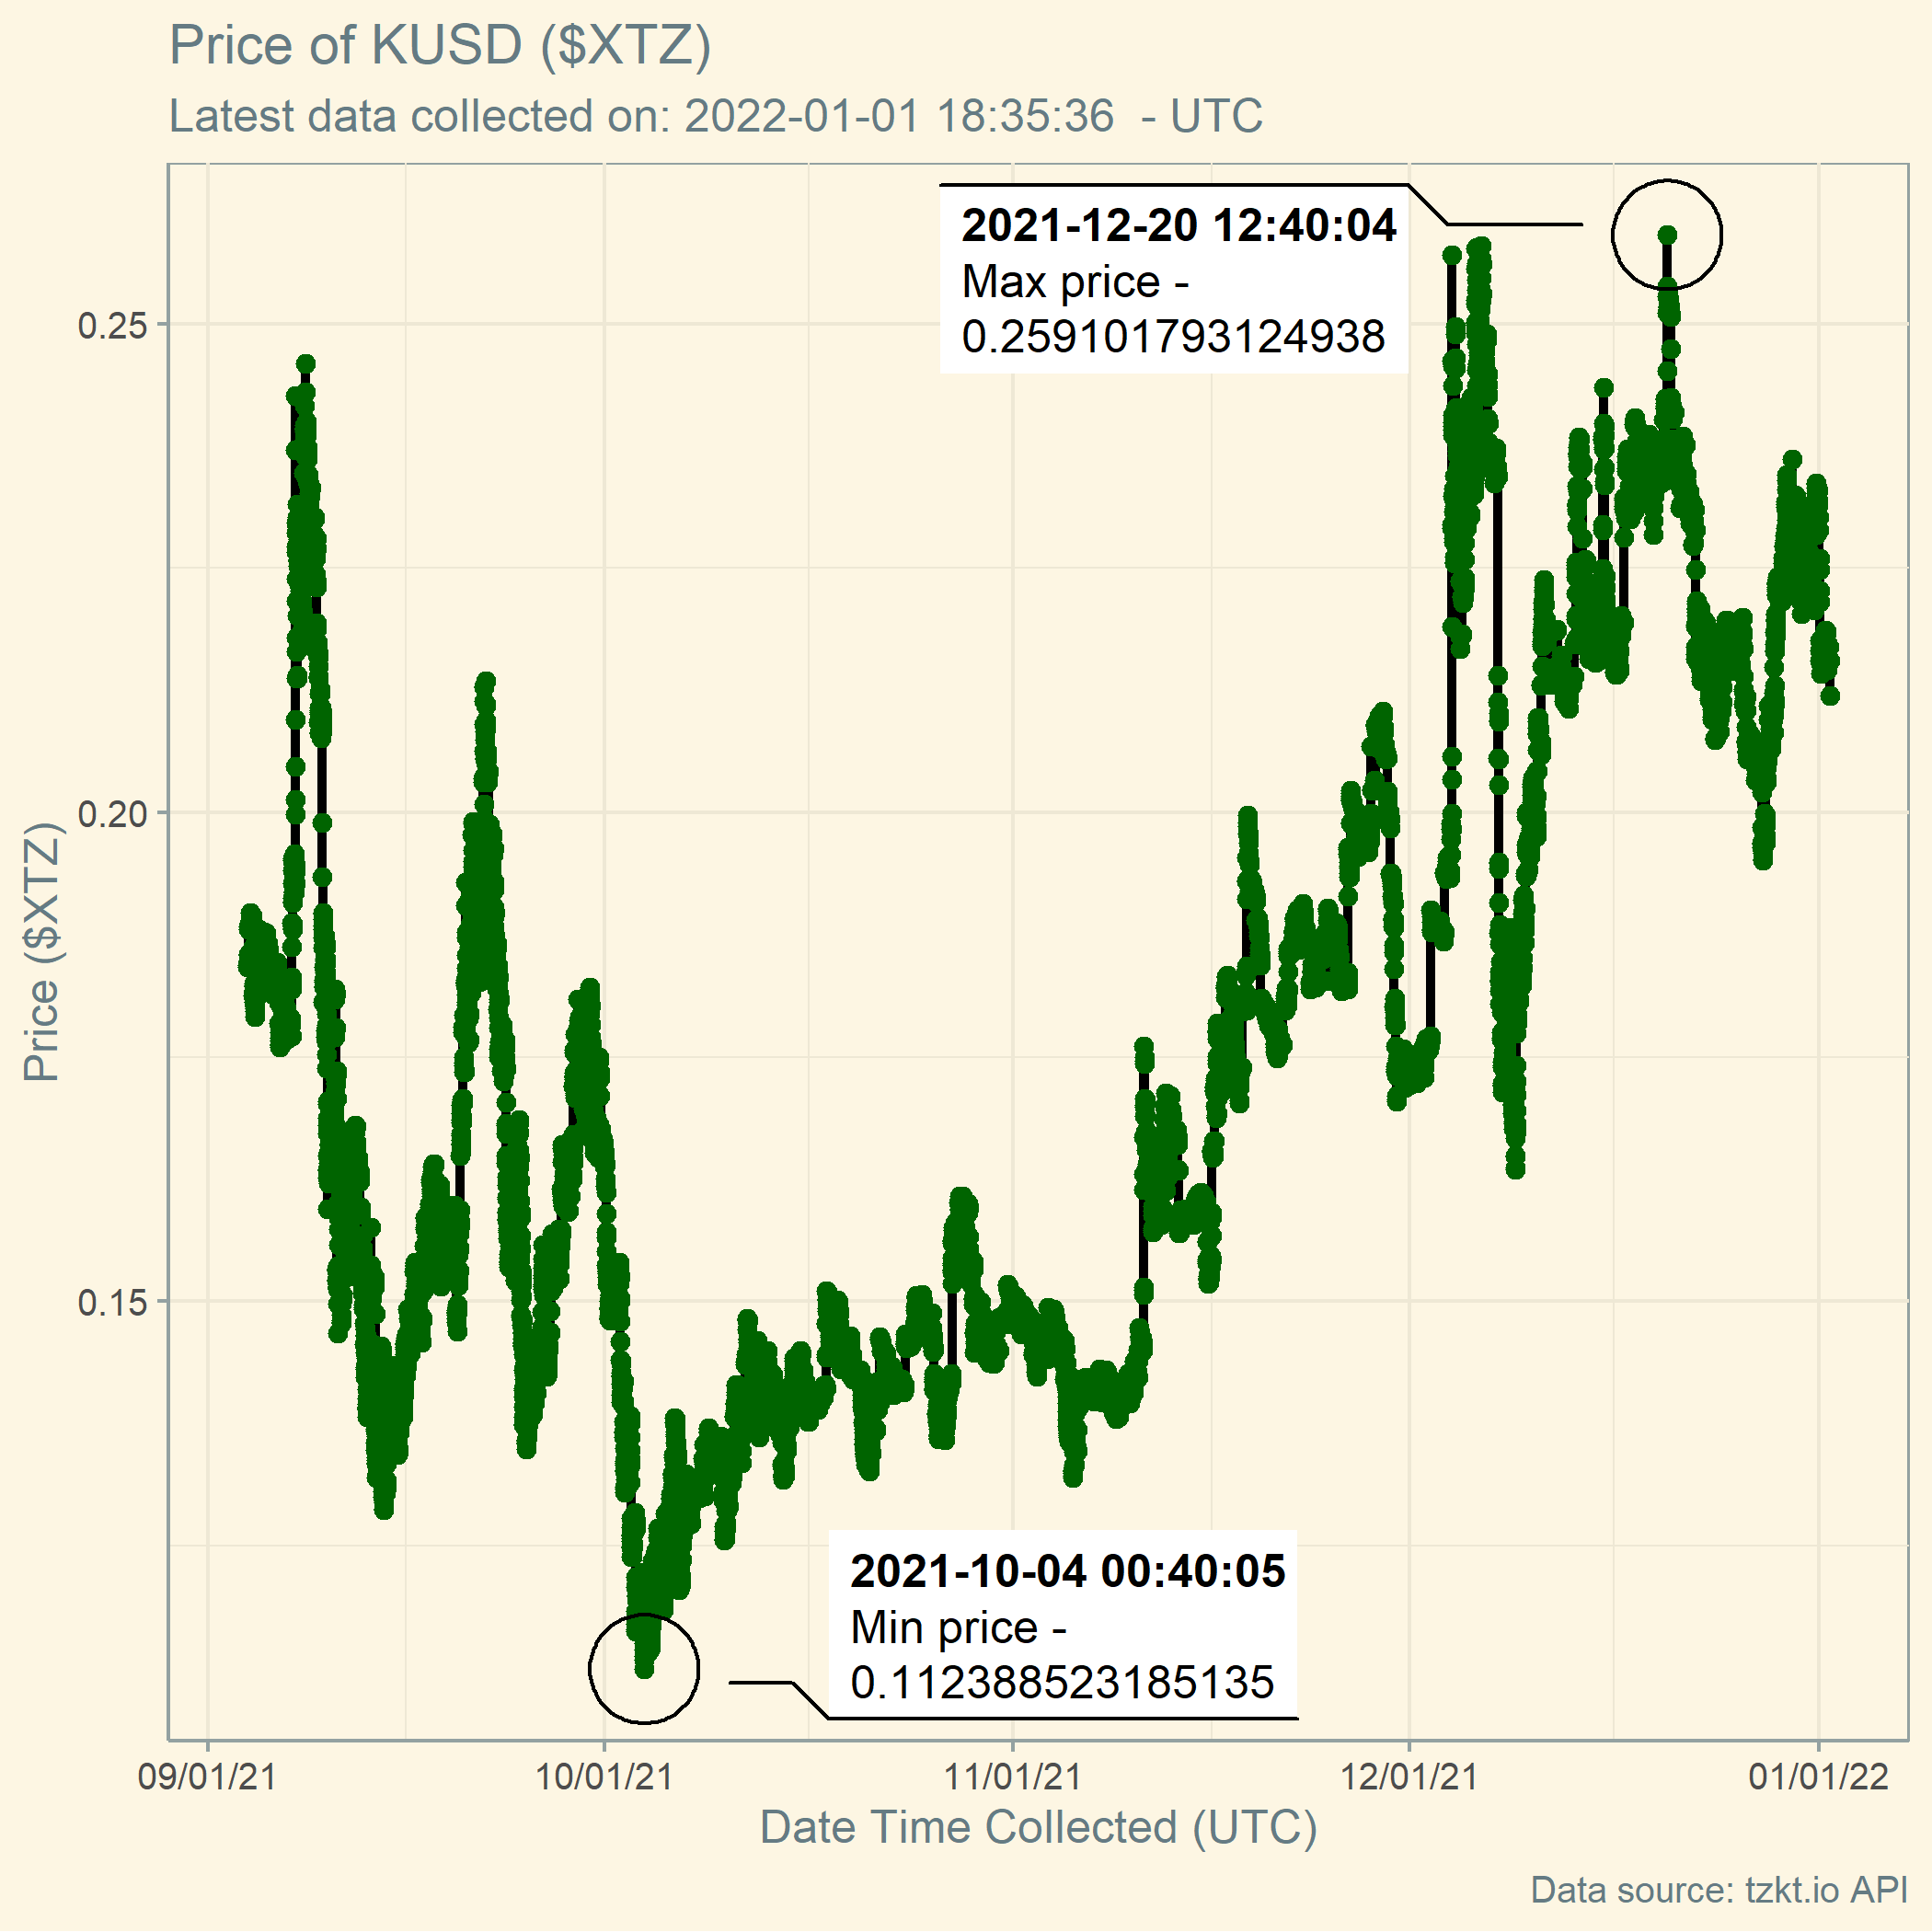 Price of KUSD ($XTZ)
Latest data collected on: 2022-01-01 18:35:36  - UTC
2021-12-20 12:40:04
Max price -
0.259101793124938
0.25
0.20
0.15
Price ($XTZ)
2021-10-04 00:40:05
Min price -
0.112388523185135
09/01/21
10/01/21
11/01/21
12/01/21
01/01/22
Date Time Collected (UTC)
Data source: tzkt.io API